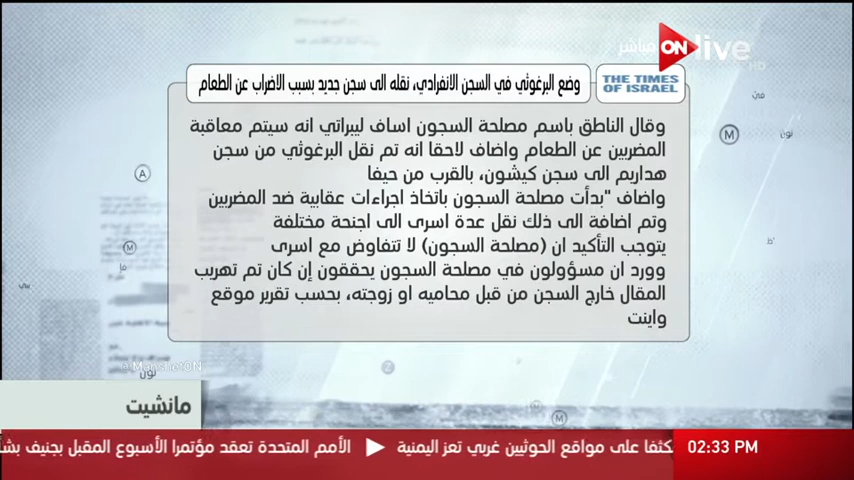 مباشر ON live
HD
وضع البرغوثي في السجن الانفرادي، نقله الى سجن جديد بسبب الاضراب عن الطعام
THE TIMES
OF ISRAEL
وقال الناطق باسم مصلحة السجون اساف ليبراتي انه سيتم معاقبة
المضربين عن الطعام واضاف لاحقا انه تم نقل البرغوثي من سجن
هداريم الى سجن كيشون، بالقرب من حيفا
واضاف "بدأت مصلحة السجون باتخاذ اجراءات عقابية ضد المضربين
وتم اضافة الى ذلك نقل عدة اسرى الى اجنحة مختلفة
يتوجب التأكيد ان (مصلحة السجون) لا تتفاوض مع اسرى
وورد ان مسؤولون في مصلحة السجون يحققون إن كان تم تهريب
المقال خارج السجن من قبل محاميه او زوجته، بحسب تقرير موقع
واينت
M
نون
A
M
Z
M
نون
@ManshetON
مانشيت
كثفا على مواقع الحوثيين غربي تعز اليمنية
الأمم المتحدة تعقد مؤتمرا الأسبوع المقبل بجنيف بشأ
02:33 PM